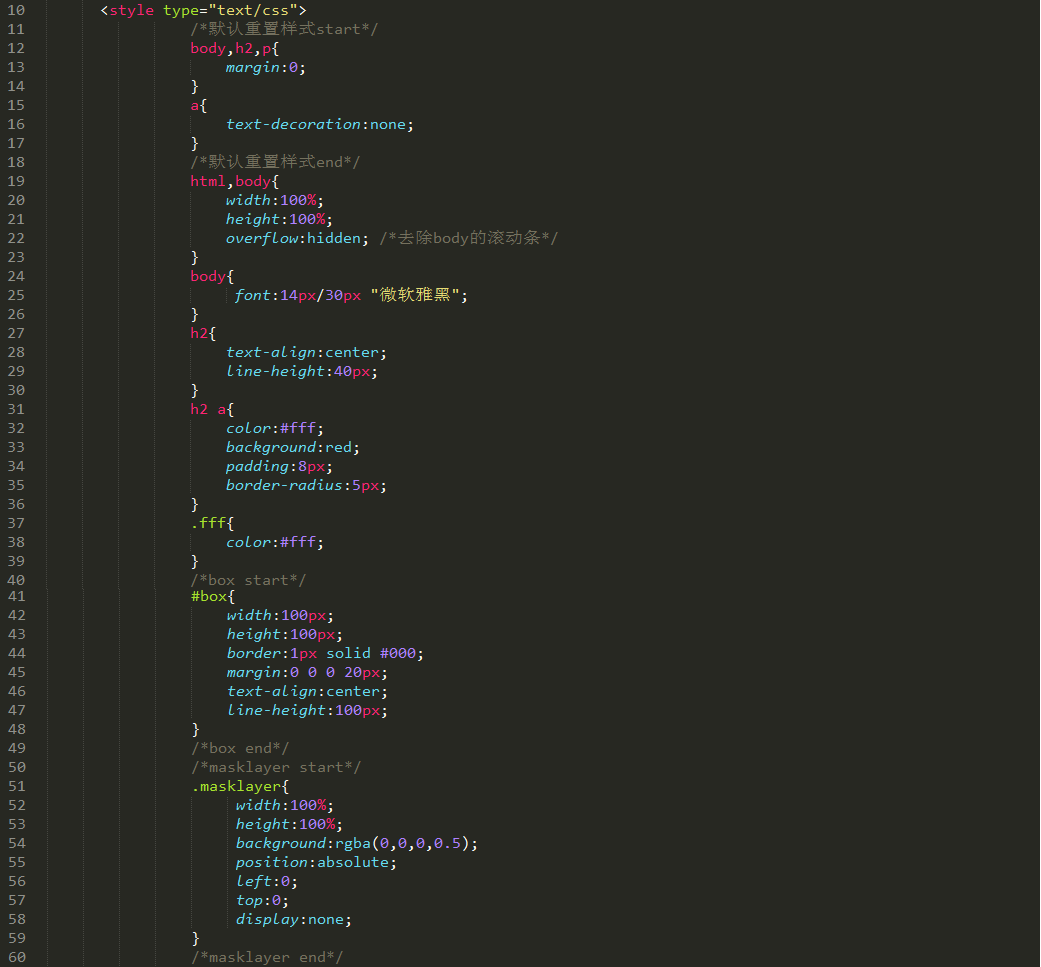 10 <style type="text/css">
11 /*默认重置样式start*/
12 body,h2,p{
13 margin:0;
14 }
15 a{
16 text-decoration:none;
17 }
18 /*默认重置样式end*/
19 html,body{
20 width:100%;
21 height:100%;
22 overflow:hidden; /*去除body的滚动条*/
23 }
24 body{
25 font:14px/30px "微软雅黑";
26 }
27 h2{
28 text-align:center;
29 line-height:40px;
30 }
31 h2 a{
32 color:#fff;
33 background:red;
34 padding:8px;
35 border-radius:5px;
36 }
37 .fff{
38 color:#fff;
39 }
40 /*box start*/
41 #box{
42 width:100px;
43 height:100px;
44 border:1px solid #000;
45 margin:0 0 0 20px;
46 text-align:center;
47 line-height:100px;
48 }
49 /*box end*/
50 /*masklayer start*/
51 .masklayer{
52 width:100%;
53 height:100%;
54 background:rgba(0,0,0,0.5);
55 position:absolute;
56 left:0;
57 top:0;
58 display:none;
59 }
60 /*masklayer end*/